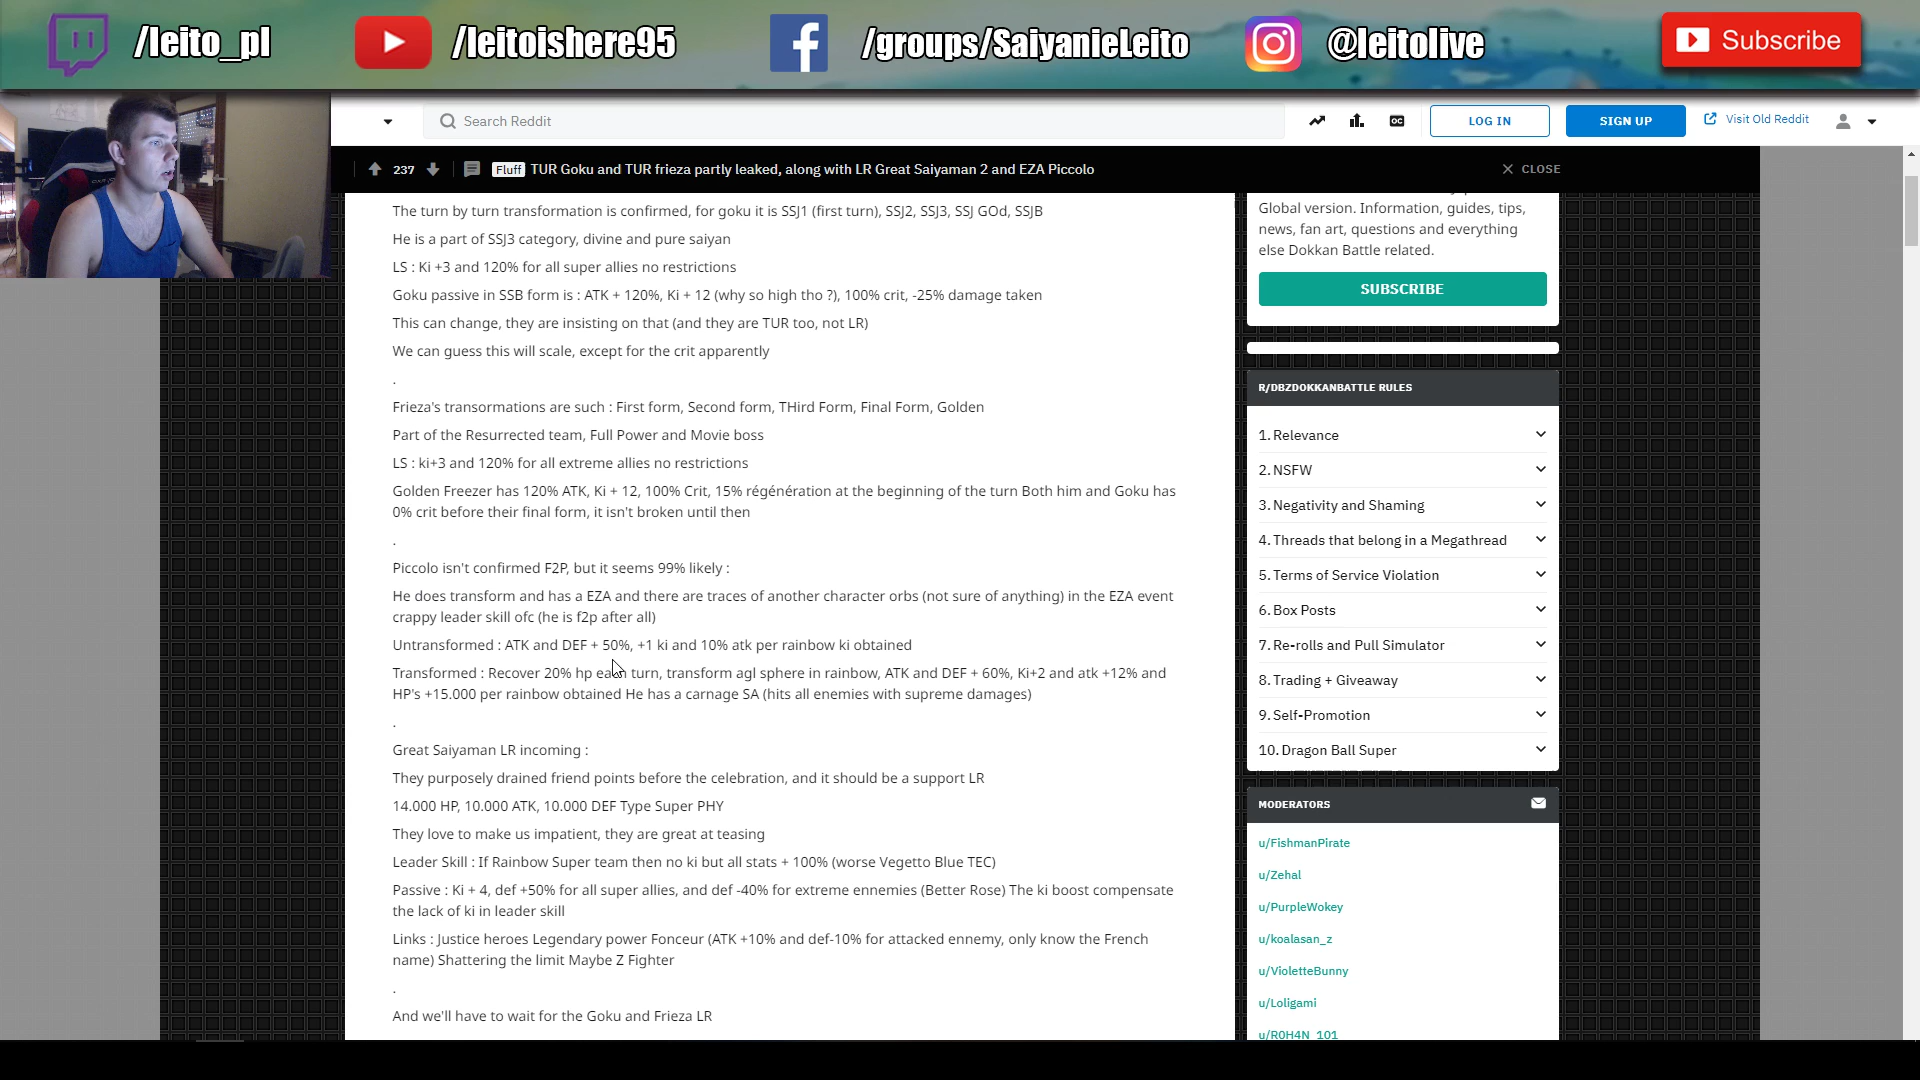 /leito_pl
/leitoishere95
/groups/SaiyanieLeito
@leitolive
Subscribe
Search Reddit
OC
LOG IN
SIGN UP
Visit Old Reddit
237
Fluff
TUR Goku and TUR frieza partly leaked, along with LR Great Saiyaman 2 and EZA Piccolo
CLOSE
The turn by turn transformation is confirmed, for goku it is SSJ1 (first turn), SSJ2, SSJ3, SSJ GOd, SSJB
He is a part of SSJ3 category, divine and pure saiyan
LS : Ki +3 and 120% for all super allies no restrictions
Goku passive in SSB form is : ATK + 120%, Ki + 12 (why so high tho ?), 100% crit, -25% damage taken
This can change, they are insisting on that (and they are TUR too, not LR)
We can guess this will scale, except for the crit apparently
.
Frieza's transormations are such : First form, Second form, THird Form, Final Form, Golden
Part of the Resurrected team, Full Power and Movie boss
LS : ki+3 and 120% for all extreme allies no restrictions
Golden Freezer has 120% ATK, Ki + 12, 100% Crit, 15% régénération at the beginning of the turn Both him and Goku has
0% crit before their final form, it isn't broken until then
.
Piccolo isn't confirmed F2P, but it seems 99% likely :
He does transform and has a EZA and there are traces of another character orbs (not sure of anything) in the EZA event
crappy leader skill ofc (he is f2p after all)
Untransformed : ATK and DEF + 50%, +1 ki and 10% atk per rainbow ki obtained
Transformed : Recover 20% hp each turn, transform agl sphere in rainbow, ATK and DEF + 60%, Ki+2 and atk +12% and
HP's +15.000 per rainbow obtained He has a carnage SA (hits all enemies with supreme damages)
.
Great Saiyaman LR incoming :
They purposely drained friend points before the celebration, and it should be a support LR
14.000 HP, 10.000 ATK, 10.000 DEF Type Super PHY
They love to make us impatient, they are great at teasing
Leader Skill : If Rainbow Super team then no ki but all stats + 100% (worse Vegetto Blue TEC)
Passive : Ki + 4, def +50% for all super allies, and def -40% for extreme ennemies (Better Rose) The ki boost compensate
the lack of ki in leader skill
Links : Justice heroes Legendary power Fonceur (ATK +10% and def-10% for attacked ennemy, only know the French
name) Shattering the limit Maybe Z Fighter
.
And we'll have to wait for the Goku and Frieza LR
Global version. Information, guides, tips,
news, fan art, questions and everything
else Dokkan Battle related.
SUBSCRIBE
R/DBZDOKKANBATTLE RULES
1. Relevance
2. NSFW
3. Negativity and Shaming
4. Threads that belong in a Megathread
5. Terms of Service Violation
6. Box Posts
7. Re-rolls and Pull Simulator
8. Trading + Giveaway
9. Self-Promotion
10. Dragon Ball Super
MODERATORS
u/FishmanPirate
u/Zehal
u/PurpleWokey
u/koalasan_z
u/VioletteBunny
u/Loligami
u/R0H4N_101